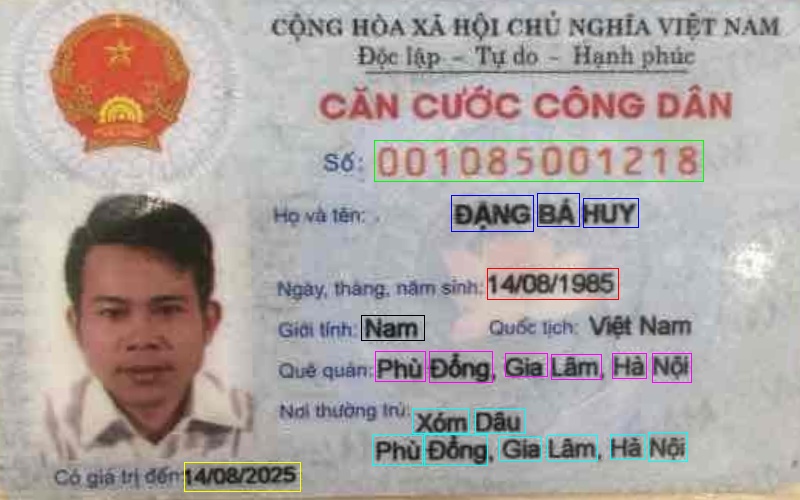 CỘNG HÒA XÃ HỘI CHỦ NGHĨA VIỆT NAM
Độc lập – Tự do – Hạnh phúc
CĂN CƯỚC CÔNG DÂN
Số: 001085001218
Họ và tên: ĐẶNG BÁ HUY
Ngày, tháng, năm sinh: 14/08/1985
Giới tính: Nam Quốc tịch: Việt Nam
Quê quán: Phù Đổng, Gia Lâm, Hà Nội
Nơi thường trú: Xóm Dâu
Phù Đổng, Gia Lâm, Hà Nội
Có giá trị đến: 14/08/2025